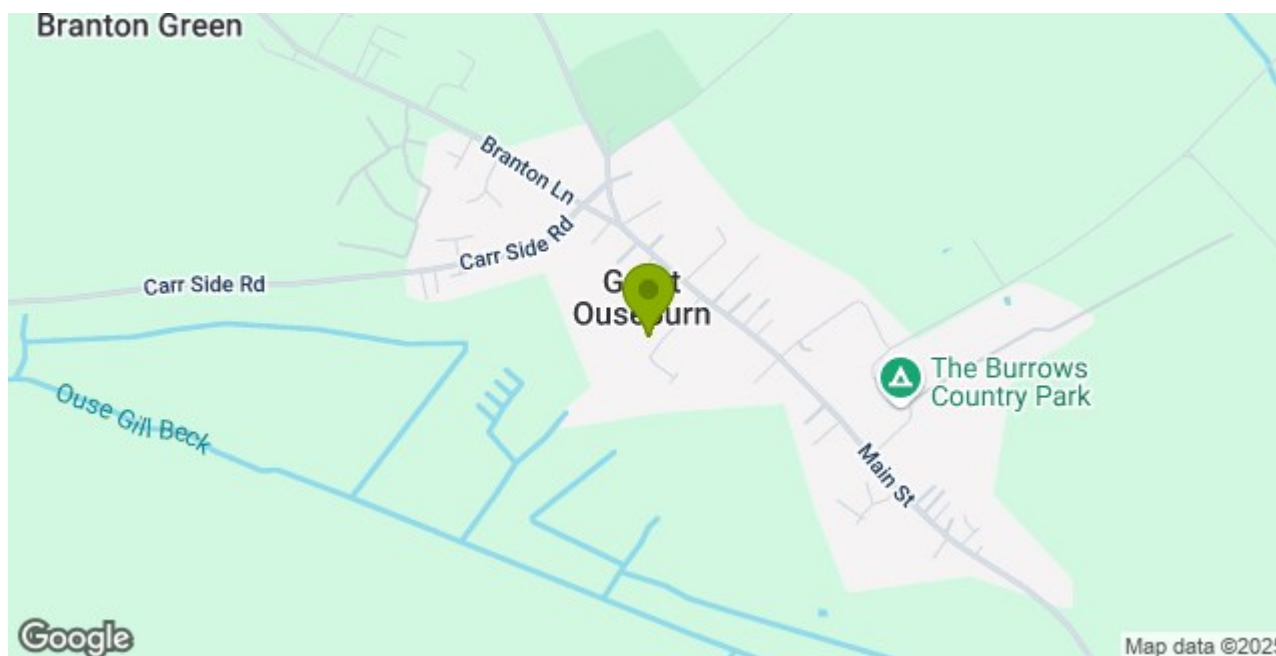 Branton Green
Branton Ln
Carr Side Rd
Carr Side Rd
Ouse Gill Beck
The Burrows
Country Park
Main St
Google
Map data ©2025